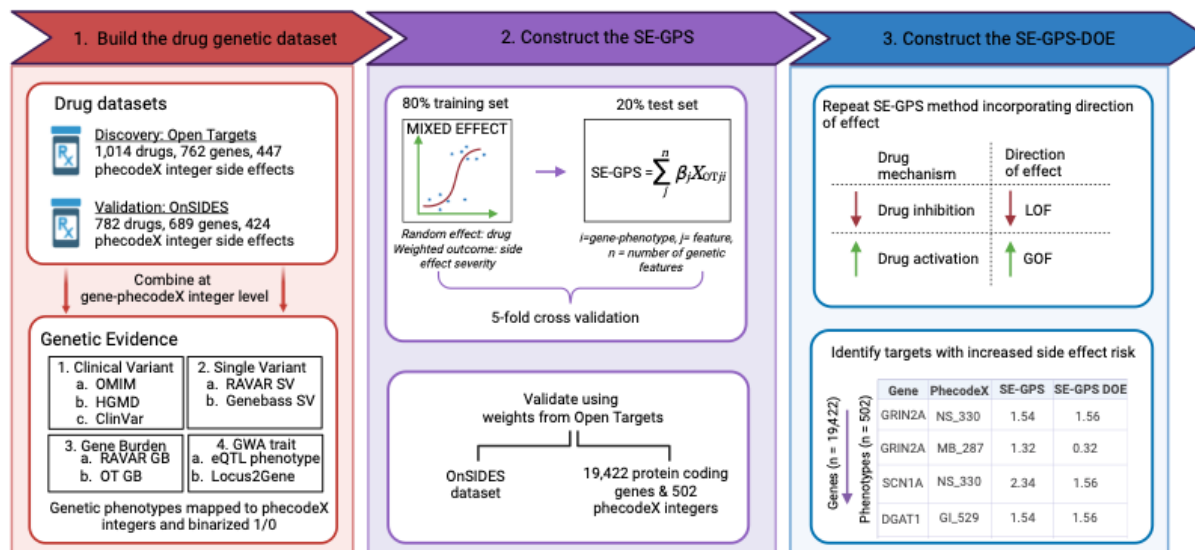 1. Build the drug genetic dataset
Drug datasets
Rx
Discovery: Open Targets
1,014 drugs, 762 genes, 447
phecodeX integer side effects
Rx
Validation: OnSIDES
782 drugs, 689 genes, 424
phecodeX integer side effects
Combine at
gene-phecodeX integer level
Genetic Evidence
1. Clinical Variant
a. OMIM
b. HGMD
c. ClinVar
2. Single Variant
a. RAVAR SV
b. Genebass SV
3. Gene Burden
a. RAVAR GB
b. OT GB
4. GWA trait
a. eQTL phenotype
b. Locus2Gene
Genetic phenotypes mapped to phecodeX
integers and binarized 1/0
2. Construct the SE-GPS
80% training set
MIXED EFFECT
Random effect: drug
Weighted outcome: side
effect severity
20% test set
SE-GPS = ∑ⁿⱼ βⱼX_OTji
i=gene-phenotype, j= feature,
n = number of genetic
features
5-fold cross validation
Validate using
weights from Open Targets
OnSIDES
dataset
19,422 protein coding
genes & 502
phecodeX integers
3. Construct the SE-GPS-DOE
Repeat SE-GPS method incorporating direction
of effect
Drug
mechanism
Direction
of effect
Drug inhibition LOF
Drug activation GOF
Identify targets with increased side effect risk
Genes (n = 19,422)
Phenotypes (n = 502)
Gene PhecodeX SE-GPS SE-GPS DOE
GRIN2A NS_330 1.54 1.56
GRIN2A MB_287 1.32 0.32
SCN1A NS_330 2.34 1.56
DGAT1 GI_529 1.54 1.56